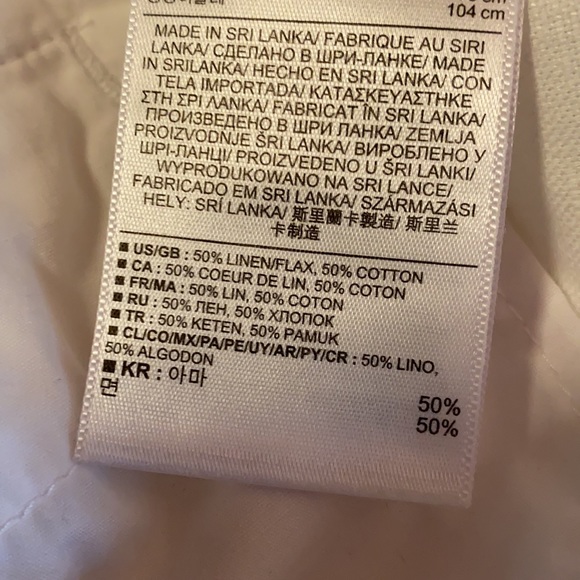 104 cm
MADE IN SRI LANKA/ FABRIQUE AU SIRI
LANKA/ СДЕЛАНО В ШРИ-ЛАНКЕ/ MADE
IN SRILANKA/ HECHO EN SRI LANKA/ CON
TELA IMPORTADA/ ΚΑΤΑΣΚΕΥΑΣΤΗΚΕ
ΣΤΗ ΣΡΙ ΛΑΝΚΑ/ FABRICAT ÎN SRI LANKA/
ПРОИЗВЕДЕНО В ШРИ ЛАНКА/ ZEMLJA
PROIZVODNJE ŠRI LANKA/ ВИРОБЛЕНО У
ШРІ-ЛАНЦІ/ PROIZVEDENO U ŠRI LANKI/
WYPRODUKOWANO NA SRI LANCE/
FABRICADO EM SRI LANKA/ SZÁRMAZÁSI
HELY: SRÍ LANKA/ 斯里蘭卡製造/ 斯里兰
卡制造
■ US/GB : 50% LINEN/FLAX, 50% COTTON
■ CA : 50% COEUR DE LIN, 50% COTON
■ FR/MA : 50% LIN, 50% COTON
■ RU : 50% ЛЕН, 50% ХЛОПОК
■ TR : 50% KETEN, 50% PAMUK
■ CL/CO/MX/PA/PE/UY/AR/PY/CR : 50% LINO,
50% ALGODON
■ KR : 아마 50%
면 50%